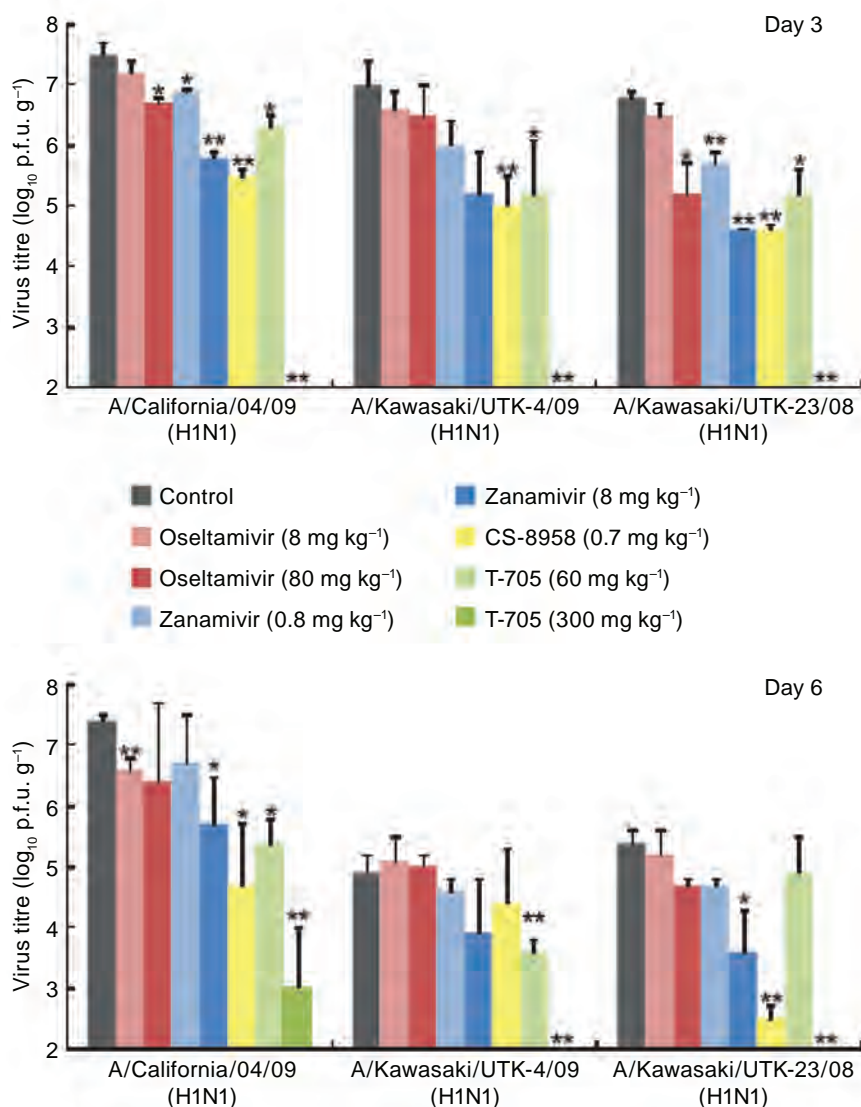 Day 3
Virus titre (log₁₀ p.f.u. g⁻¹)
8
7
6
5
4
3
2
* * ** ** * **
** * **
* ** ** ** * **
A/California/04/09 A/Kawasaki/UTK-4/09 A/Kawasaki/UTK-23/08
(H1N1) (H1N1) (H1N1)
Control
Oseltamivir (8 mg kg⁻¹)
Oseltamivir (80 mg kg⁻¹)
Zanamivir (0.8 mg kg⁻¹)
Zanamivir (8 mg kg⁻¹)
CS-8958 (0.7 mg kg⁻¹)
T-705 (60 mg kg⁻¹)
T-705 (300 mg kg⁻¹)
Day 6
Virus titre (log₁₀ p.f.u. g⁻¹)
8
7
6
5
4
3
2
** * * * **
** **
* ** **
A/California/04/09 A/Kawasaki/UTK-4/09 A/Kawasaki/UTK-23/08
(H1N1) (H1N1) (H1N1)